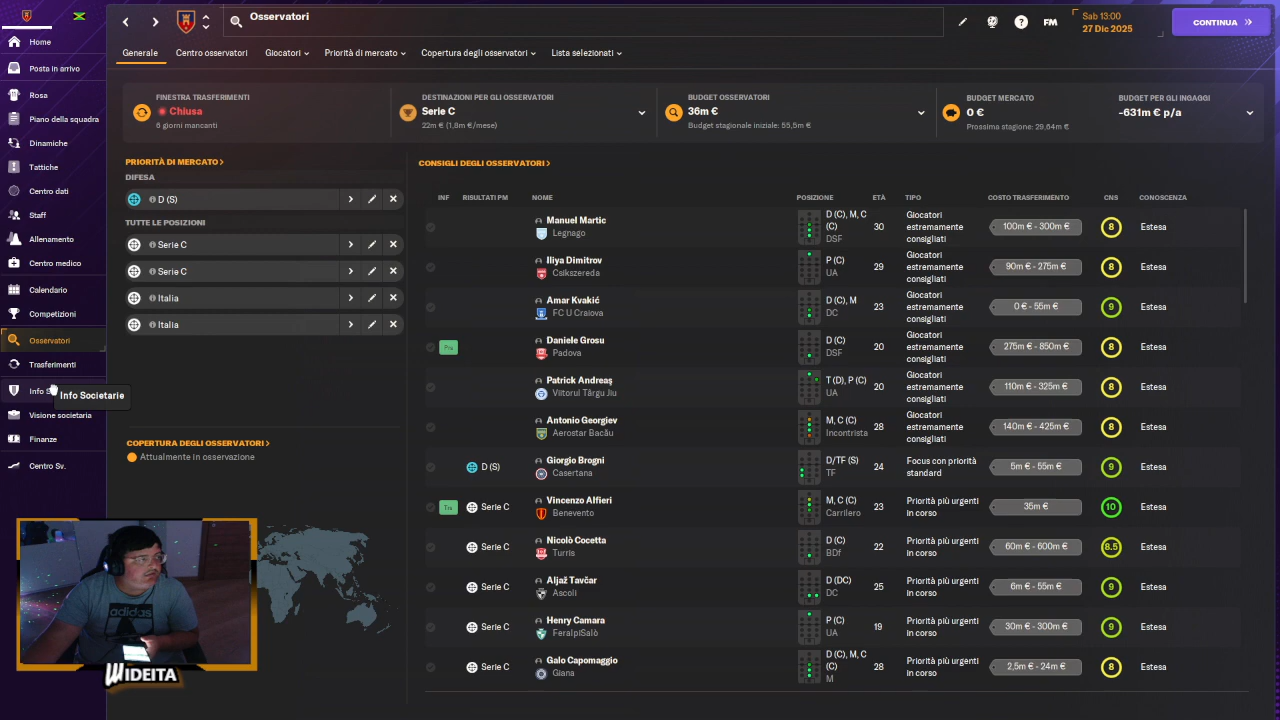 Osservatori
FM
Sab 13:00
27 Dic 2025
CONTINUA
Home
Posta in arrivo
Rosa
Piano della squadra
Dinamiche
Tattiche
Centro dati
Staff
Allenamento
Centro medico
Calendario
Competizioni
Osservatori
Trasferimenti
Info S
Info Societarie
Visione societaria
Finanze
Centro Sv.
Generale
Centro osservatori
Giocatori
Priorità di mercato
Copertura degli osservatori
Lista selezionati
FINESTRA TRASFERIMENTI
Chiusa
6 giorni mancanti
DESTINAZIONI PER GLI OSSERVATORI
Serie C
22m € (1,8m €/mese)
BUDGET OSSERVATORI
36m €
Budget stagionale iniziale: 55,5m €
BUDGET MERCATO
0 €
Prossima stagione: 29,64m €
BUDGET PER GLI INGAGGI
-631m € p/a
PRIORITÀ DI MERCATO >
DIFESA
D (S)
TUTTE LE POSIZIONI
Serie C
Serie C
Italia
Italia
COPERTURA DEGLI OSSERVATORI >
Attualmente in osservazione
CONSIGLI DEGLI OSSERVATORI >
INF RISULTATI PM NOME POSIZIONE ETÀ TIPO COSTO TRASFERIMENTO CNS CONOSCENZA
Manuel Martic
Legnago
D (C), M, C (C)
DSF
30
Giocatori estremamente consigliati
100m € - 300m €
8
Estesa
Iliya Dimitrov
Csikszereda
P (C)
UA
29
Giocatori estremamente consigliati
90m € - 275m €
8
Estesa
Amar Kvakić
FC U Craiova
D (C), M
DC
23
Giocatori estremamente consigliati
0 € - 55m €
9
Estesa
Daniele Grosu
Padova
D (C)
DSF
20
Giocatori estremamente consigliati
275m € - 850m €
8
Estesa
Patrick Andreaș
Viitorul Târgu Jiu
T (D), P (C)
UA
20
Giocatori estremamente consigliati
110m € - 325m €
8
Estesa
Antonio Georgiev
Aerostar Bacău
M, C (C)
Incontrista
28
Giocatori estremamente consigliati
140m € - 425m €
8
Estesa
D (S)
Giorgio Brogni
Casertana
D/TF (S)
TF
24
Focus con priorità standard
5m € - 55m €
9
Estesa
Tra
Serie C
Vincenzo Alfieri
Benevento
M, C (C)
Carrilero
23
Priorità più urgenti in corso
35m €
10
Estesa
Serie C
Nicolò Cocetta
Turris
D (C)
BDf
22
Priorità più urgenti in corso
60m € - 600m €
8.5
Estesa
Serie C
Aljaž Tavčar
Ascoli
D (DC)
DC
25
Priorità più urgenti in corso
6m € - 55m €
9
Estesa
Serie C
Henry Camara
FeralpiSalò
P (C)
UA
19
Priorità più urgenti in corso
30m € - 300m €
9
Estesa
Serie C
Galo Capomaggio
Giana
D (C), M, C (C)
M
28
Priorità più urgenti in corso
2,5m € - 24m €
8
Estesa
adidas
WIDEITA